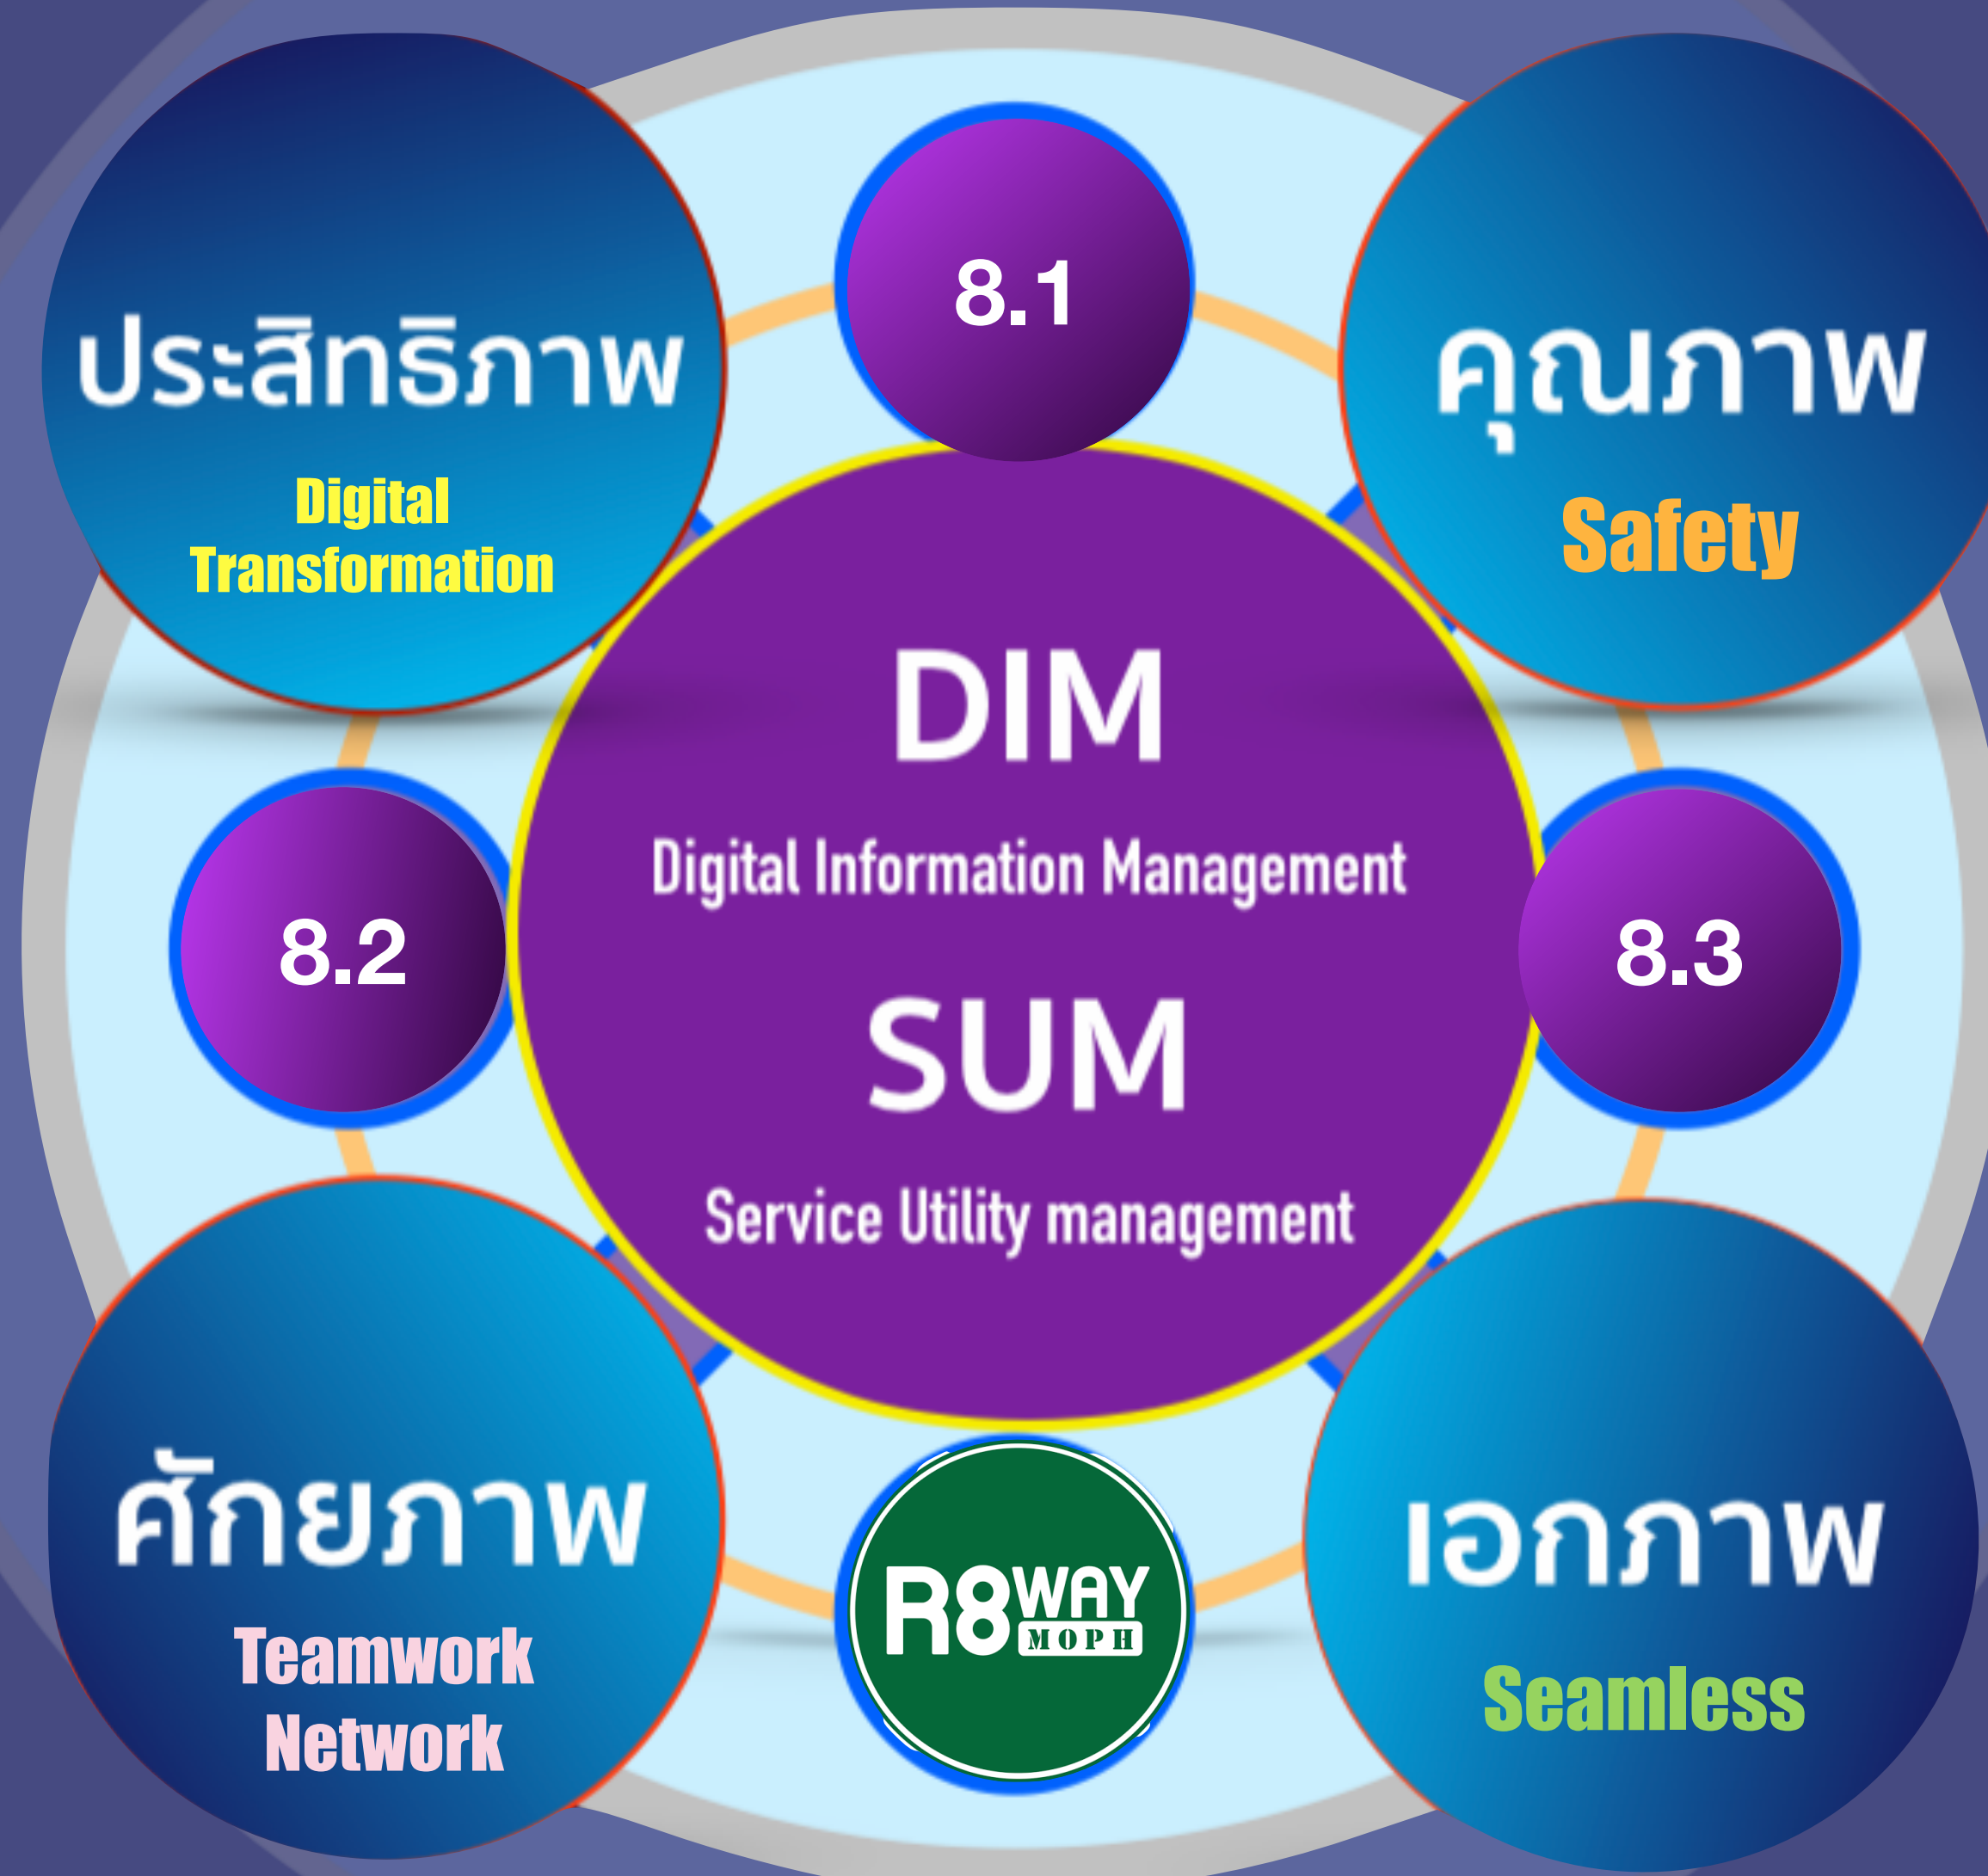 8.1
ประสิทธิภาพ
Digital
Transformation
คุณภาพ
Safety
DIM
Digital Information Management
SUM
Service Utility management
8.2
8.3
ศักยภาพ
Teamwork
Network
R8WAY
MOPH
เอกภาพ
Seamless